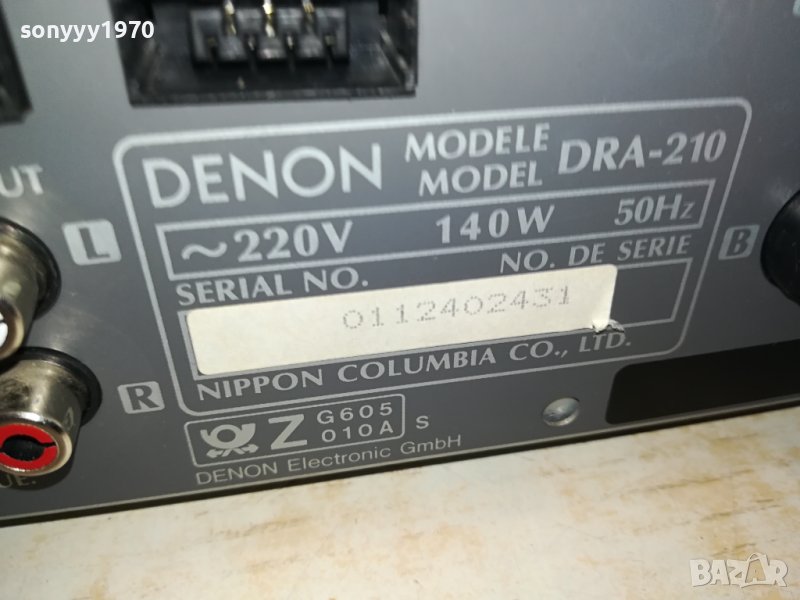 sonyyy1970
UT
DENON MODELE MODEL DRA-210
L
~220V 140W 50Hz
B
SERIAL NO. NO. DE SERIE
0112402431
R
NIPPON COLUMBIA CO., LTD.
Z G605 010A S
DENON Electronic GmbH
BAZAR